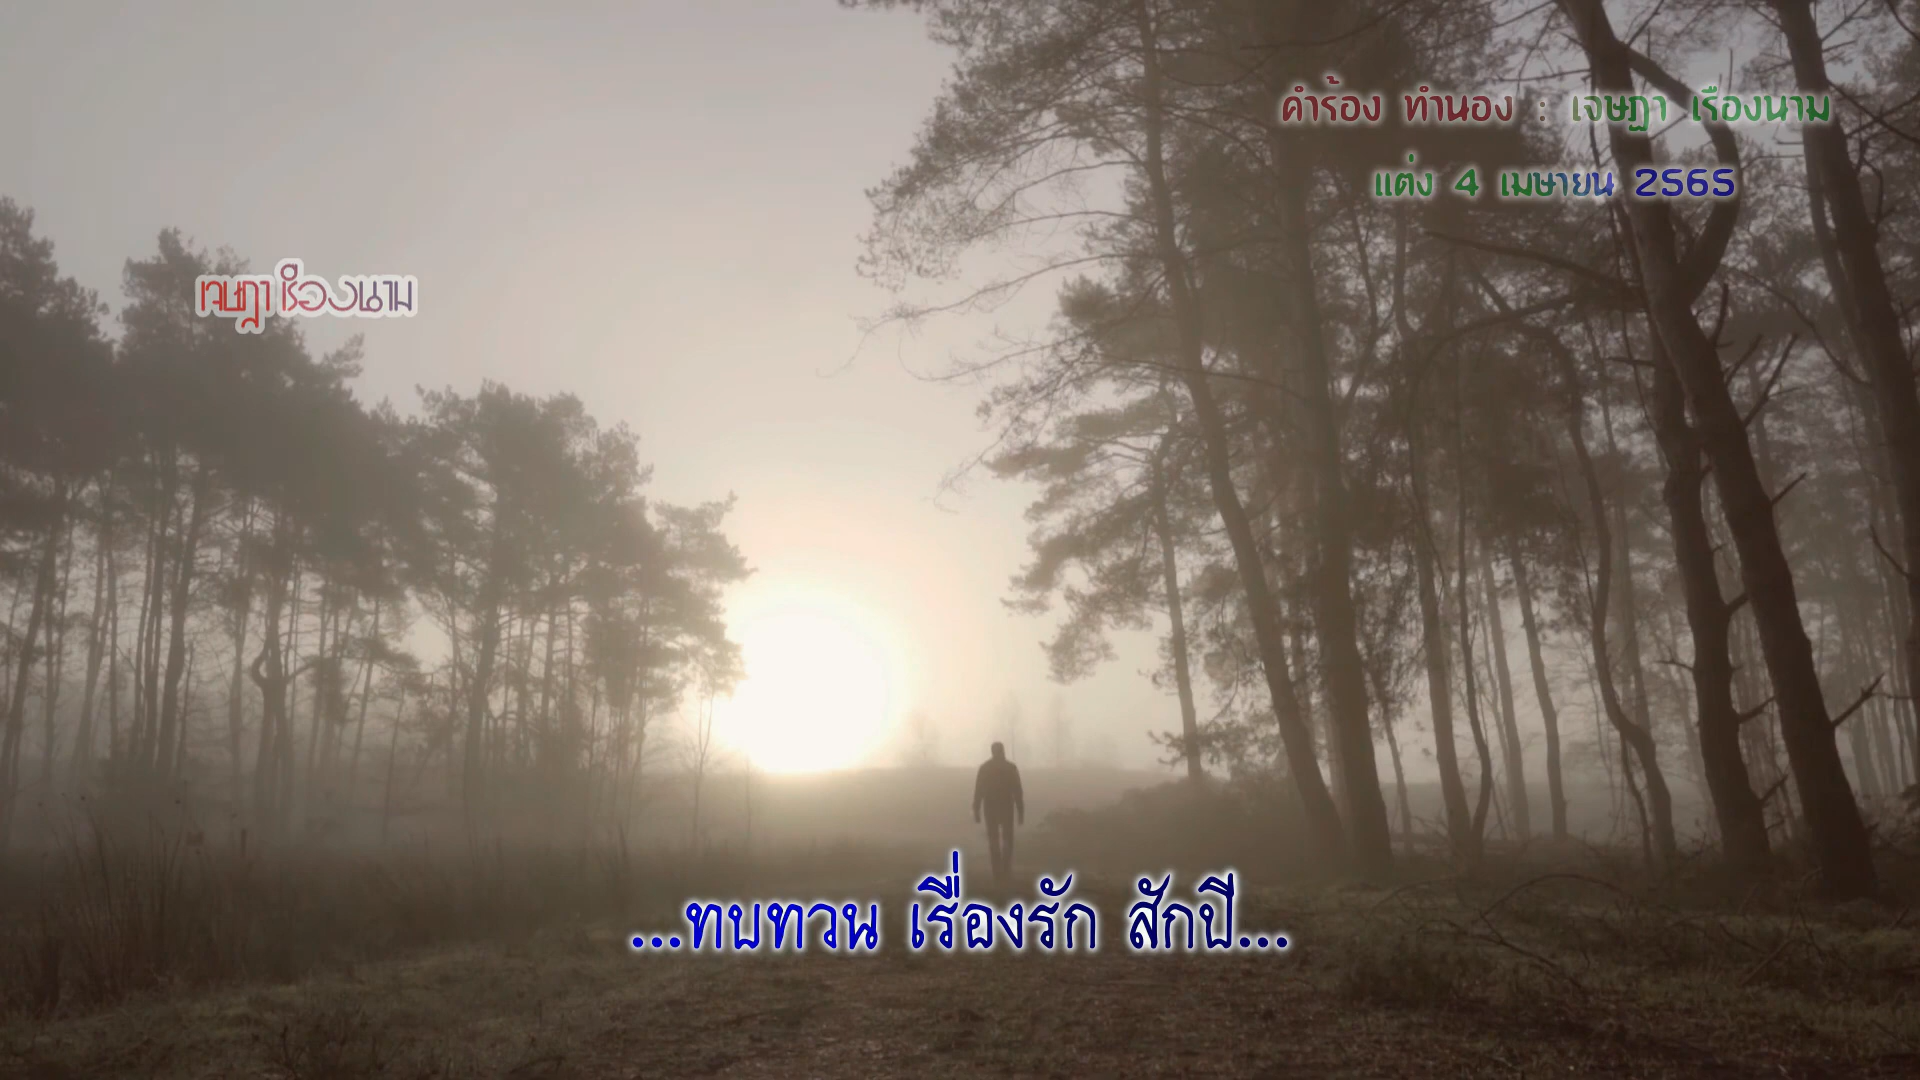 คำร้อง ทำนอง : เจษฎา เรืองนาม
แต่ง 4 เมษายน 2565
เจษฎา เรืองนาม
...ทบทวน เรื่องรัก สักปี...